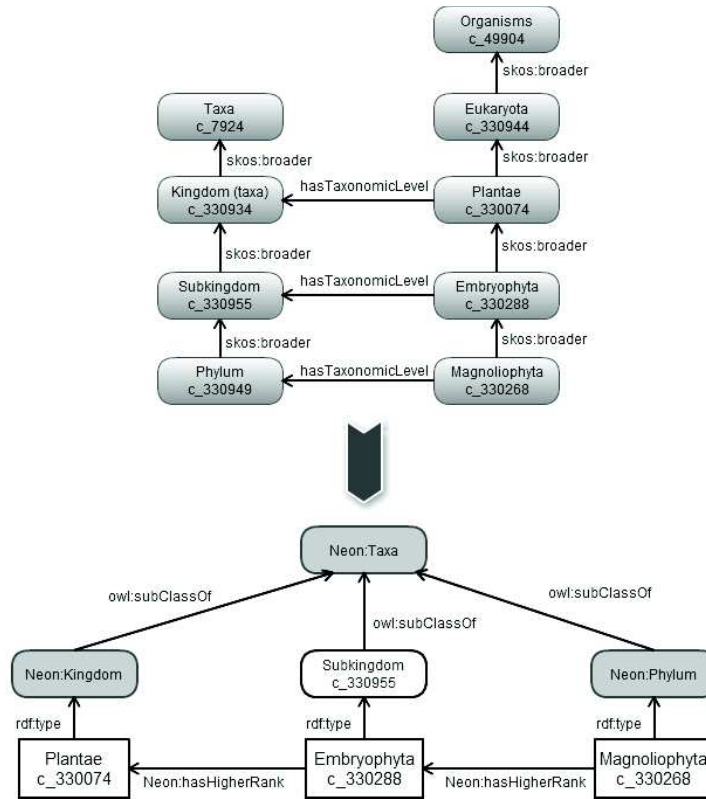 Organisms
c_49904
skos:broader
Taxa
c_7924
Eukaryota
c_330944
skos:broader
skos:broader
Kingdom (taxa)
c_330934
hasTaxonomicLevel
Plantae
c_330074
skos:broader
skos:broader
Subkingdom
c_330955
hasTaxonomicLevel
Embryophyta
c_330288
skos:broader
skos:broader
Phylum
c_330949
hasTaxonomicLevel
Magnoliophyta
c_330268
Neon:Taxa
owl:subClassOf
owl:subClassOf
owl:subClassOf
Neon:Kingdom
Subkingdom
c_330955
Neon:Phylum
rdf:type
rdf:type
rdf:type
Plantae
c_330074
Neon:hasHigherRank
Embryophyta
c_330288
Neon:hasHigherRank
Magnoliophyta
c_330268